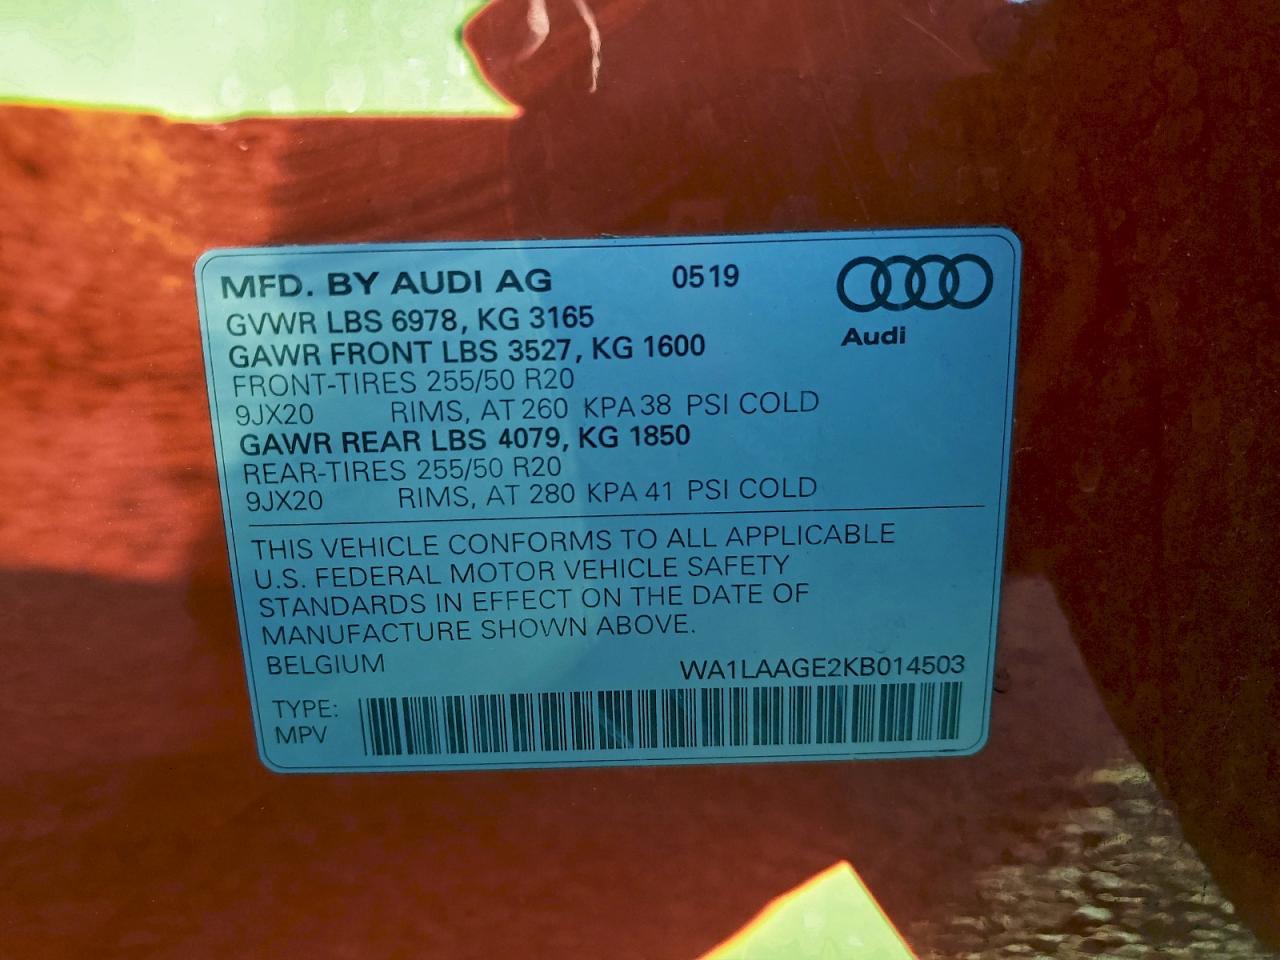 MFD. BY AUDI AG 0519
Audi
GVWR LBS 6978, KG 3165
GAWR FRONT LBS 3527, KG 1600
FRONT-TIRES 255/50 R20
9JX20 RIMS, AT 260 KPA 38 PSI COLD
GAWR REAR LBS 4079, KG 1850
REAR-TIRES 255/50 R20
9JX20 RIMS, AT 280 KPA 41 PSI COLD
THIS VEHICLE CONFORMS TO ALL APPLICABLE
U.S. FEDERAL MOTOR VEHICLE SAFETY
STANDARDS IN EFFECT ON THE DATE OF
MANUFACTURE SHOWN ABOVE.
BELGIUM WA1LAAGE2KB014503
TYPE:
MPV